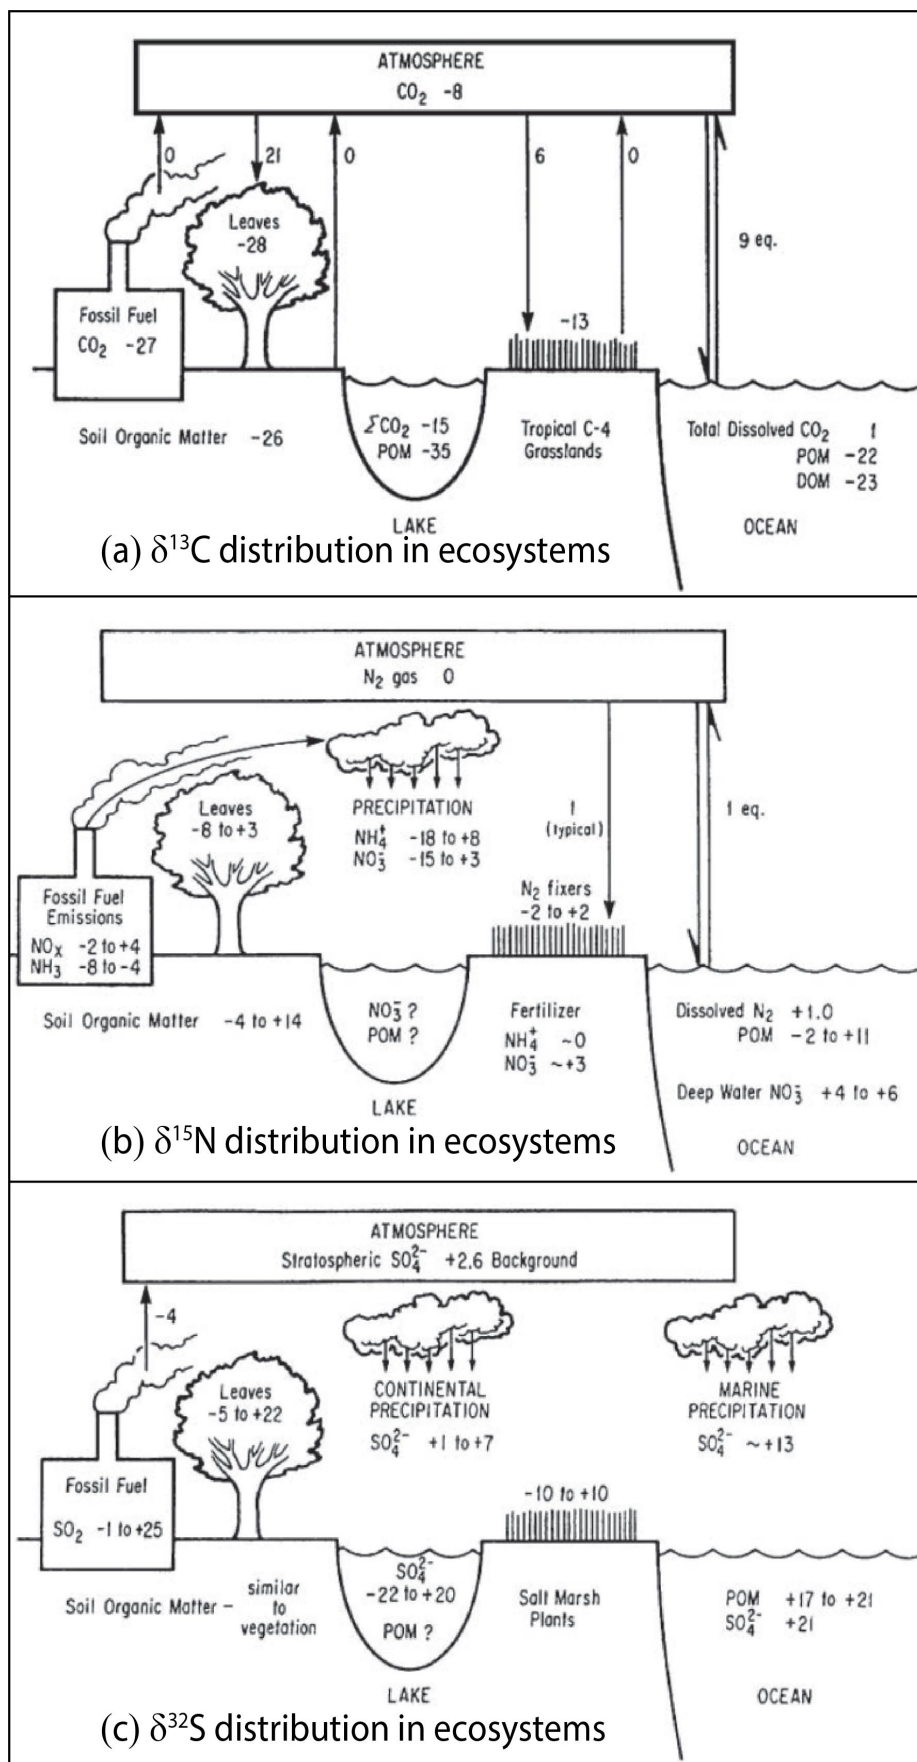 ATMOSPHERE
CO₂ -8
0
21
0
6
0
9 eq.
Leaves
-28
Fossil Fuel
CO₂ -27
-13
Soil Organic Matter -26
ΣCO₂ -15
POM -35
LAKE
Tropical C-4
Grasslands
Total Dissolved CO₂ 1
POM -22
DOM -23
OCEAN
(a) δ¹³C distribution in ecosystems
ATMOSPHERE
N₂ gas 0
Leaves
-8 to +3
PRECIPITATION
NH₄⁺ -18 to +8
NO₃⁻ -15 to +3
1
(typical)
1 eq.
Fossil Fuel
Emissions
NOₓ -2 to +4
NH₃ -8 to -4
N₂ fixers
-2 to +2
Soil Organic Matter -4 to +14
NO₃⁻ ?
POM ?
LAKE
Fertilizer
NH₄⁺ ~0
NO₃⁻ ~+3
Dissolved N₂ +1.0
POM -2 to +11
Deep Water NO₃⁻ +4 to +6
OCEAN
(b) δ¹⁵N distribution in ecosystems
ATMOSPHERE
Stratospheric SO₄²⁻ +2.6 Background
-4
Leaves
-5 to +22
CONTINENTAL
PRECIPITATION
SO₄²⁻ +1 to +7
MARINE
PRECIPITATION
SO₄²⁻ ~+13
Fossil Fuel
SO₂ -1 to +25
-10 to +10
Soil Organic Matter – similar
to
vegetation
SO₄²⁻
-22 to +20
POM ?
LAKE
Salt Marsh
Plants
POM +17 to +21
SO₄²⁻ +21
OCEAN
(c) δ³²S distribution in ecosystems